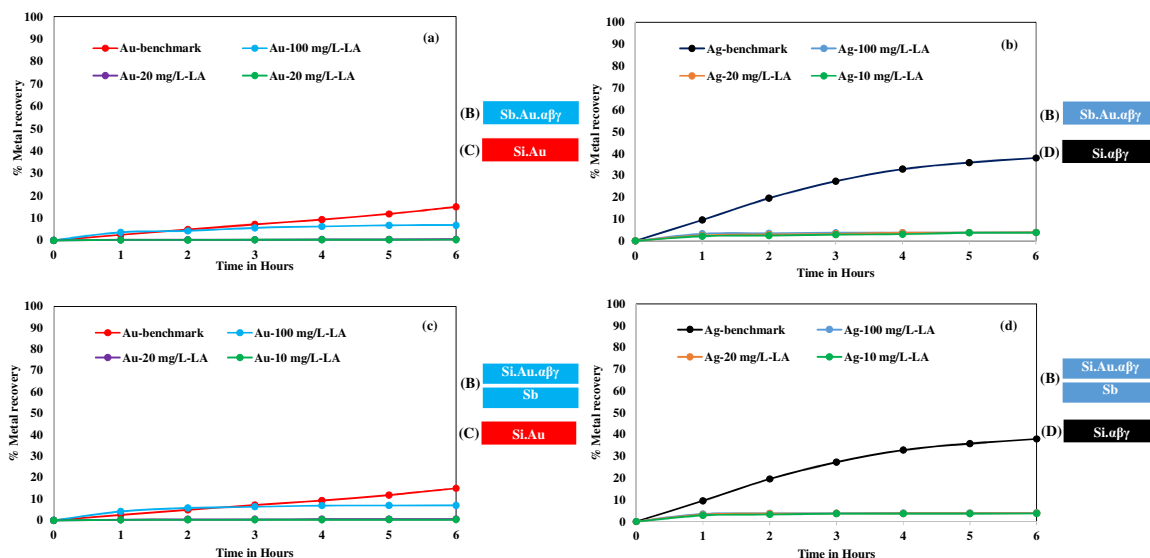 100
90
80
70
60
50
40
30
20
10
0
% Metal recovery
Au-benchmark
Au-100 mg/L-LA
Au-20 mg/L-LA
Au-20 mg/L-LA
(a)
0 1 2 3 4 5 6
Time in Hours
(B) Sb.Au.αβγ
(C) Si.Au
100
90
80
70
60
50
40
30
20
10
0
% Metal recovery
Ag-benchmark
Ag-100 mg/L-LA
Ag-20 mg/L-LA
Ag-10 mg/L-LA
(b)
0 1 2 3 4 5 6
Time in Hours
(B) Sb.Au.αβγ
(D) Si.αβγ
100
90
80
70
60
50
40
30
20
10
0
% Metal recovery
Au-benchmark
Au-100 mg/L-LA
Au-20 mg/L-LA
Au-10 mg/L-LA
(c)
0 1 2 3 4 5 6
Time in Hours
(B) Si.Au.αβγ
Sb
(C) Si.Au
100
90
80
70
60
50
40
30
20
10
0
% Metal recovery
Ag-benchmark
Ag-100 mg/L-LA
Ag-20 mg/L-LA
Ag-10 mg/L-LA
(d)
0 1 2 3 4 5 6
Time in Hours
(B) Si.Au.αβγ
Sb
(D) Si.αβγ